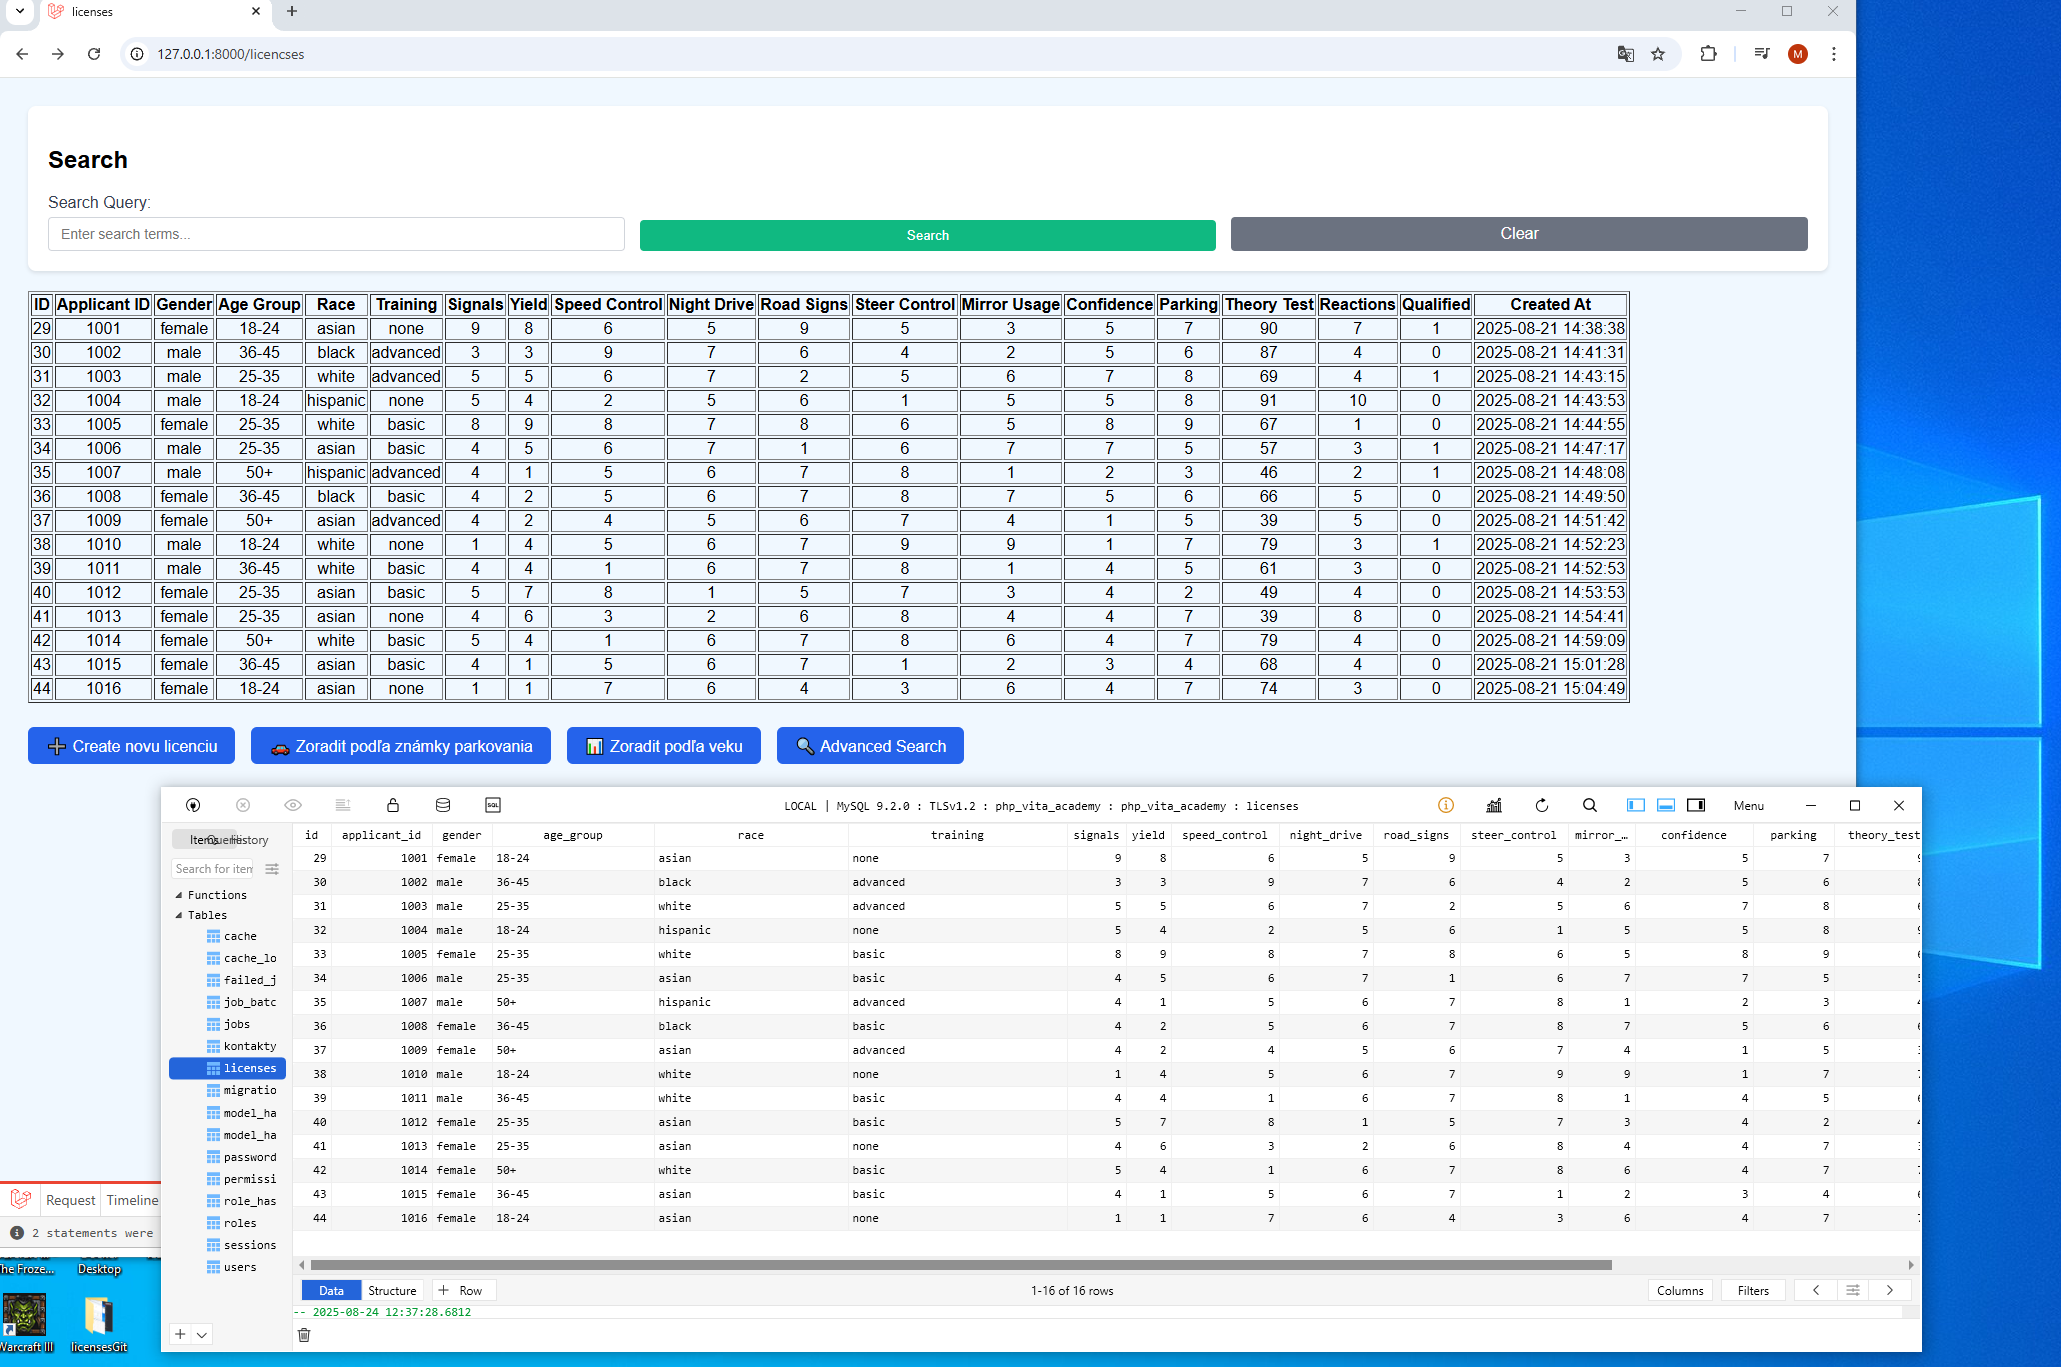 licenses
127.0.0.1:8000/licencses
M
Search
Search Query:
Enter search terms...
Search
Clear
ID Applicant ID Gender Age Group Race Training Signals Yield Speed Control Night Drive Road Signs Steer Control Mirror Usage Confidence Parking Theory Test Reactions Qualified Created At
29 1001 female 18-24 asian none 9 8 6 5 9 5 3 5 7 90 7 1 2025-08-21 14:38:38
30 1002 male 36-45 black advanced 3 3 9 7 6 4 2 5 6 87 4 0 2025-08-21 14:41:31
31 1003 male 25-35 white advanced 5 5 6 7 2 5 6 7 8 69 4 1 2025-08-21 14:43:15
32 1004 male 18-24 hispanic none 5 4 2 5 6 1 5 5 8 91 10 0 2025-08-21 14:43:53
33 1005 female 25-35 white basic 8 9 8 7 8 6 5 8 9 67 1 0 2025-08-21 14:44:55
34 1006 male 25-35 asian basic 4 5 6 7 1 6 7 7 5 57 3 1 2025-08-21 14:47:17
35 1007 male 50+ hispanic advanced 4 1 5 6 7 8 1 2 3 46 2 1 2025-08-21 14:48:08
36 1008 female 36-45 black basic 4 2 5 6 7 8 7 5 6 66 5 0 2025-08-21 14:49:50
37 1009 female 50+ asian advanced 4 2 4 5 6 7 4 1 5 39 5 0 2025-08-21 14:51:42
38 1010 male 18-24 white none 1 4 5 6 7 9 9 1 7 79 3 1 2025-08-21 14:52:23
39 1011 male 36-45 white basic 4 4 1 6 7 8 1 4 5 61 3 0 2025-08-21 14:52:53
40 1012 female 25-35 asian basic 5 7 8 1 5 7 3 4 2 49 4 0 2025-08-21 14:53:53
41 1013 female 25-35 asian none 4 6 3 2 6 8 4 4 7 39 8 0 2025-08-21 14:54:41
42 1014 female 50+ white basic 5 4 1 6 7 8 6 4 7 79 4 0 2025-08-21 14:59:09
43 1015 female 36-45 asian basic 4 1 5 6 7 1 2 3 4 68 4 0 2025-08-21 15:01:28
44 1016 female 18-24 asian none 1 1 7 6 4 3 6 4 7 74 3 0 2025-08-21 15:04:49
Create novu licenciu
Zoradit podľa známky parkovania
Zoradit podľa veku
Advanced Search
SQL
LOCAL | MySQL 9.2.0 : TLSv1.2 : php_vita_academy : php_vita_academy : licenses
Menu
Items Queries History
Search for item
Functions
Tables
cache
cache_lo
failed_j
job_batc
jobs
kontakty
licenses
migratio
model_ha
model_ha
password
permissi
role_has
roles
sessions
users
id applicant_id gender age_group race training signals yield speed_control night_drive road_signs steer_control mirror_… confidence parking theory_test
29 1001 female 18-24 asian none 9 8 6 5 9 5 3 5 7
30 1002 male 36-45 black advanced 3 3 9 7 6 4 2 5 6
31 1003 male 25-35 white advanced 5 5 6 7 2 5 6 7 8
32 1004 male 18-24 hispanic none 5 4 2 5 6 1 5 5 8
33 1005 female 25-35 white basic 8 9 8 7 8 6 5 8 9
34 1006 male 25-35 asian basic 4 5 6 7 1 6 7 7 5
35 1007 male 50+ hispanic advanced 4 1 5 6 7 8 1 2 3
36 1008 female 36-45 black basic 4 2 5 6 7 8 7 5 6
37 1009 female 50+ asian advanced 4 2 4 5 6 7 4 1 5
38 1010 male 18-24 white none 1 4 5 6 7 9 9 1 7
39 1011 male 36-45 white basic 4 4 1 6 7 8 1 4 5
40 1012 female 25-35 asian basic 5 7 8 1 5 7 3 4 2
41 1013 female 25-35 asian none 4 6 3 2 6 8 4 4 7
42 1014 female 50+ white basic 5 4 1 6 7 8 6 4 7
43 1015 female 36-45 asian basic 4 1 5 6 7 1 2 3 4
44 1016 female 18-24 asian none 1 1 7 6 4 3 6 4 7
Data
Structure
Row
1-16 of 16 rows
Columns
Filters
-- 2025-08-24 12:37:28.6812
Request Timeline
2 statements were
The Froze...
Desktop
Warcraft III
licensesGit